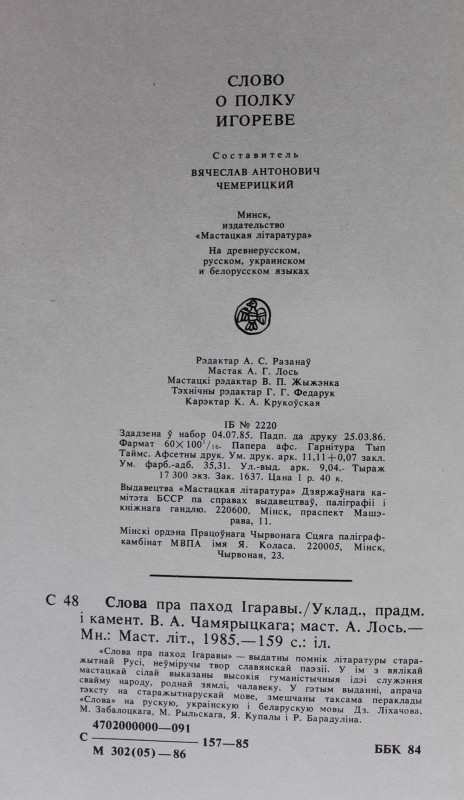 СЛОВО
О ПОЛКУ
ИГОРЕВЕ
Составитель
ВЯЧЕСЛАВ АНТОНОВИЧ
ЧЕМЕРИЦКИЙ
Минск,
издательство
«Мастацкая літаратура»
На древнерусском,
русском, украинском
и белорусском языках
Рэдактар А. С. Разанаў
Мастак А. Г. Лось
Мастацкі рэдактар В. П. Жыжэнка
Тэхнічны рэдактар Г. Г. Федарук
Карэктар К. А. Крукоўская
ІБ № 2220
Здадзена ў набор 04.07.85. Падп. да друку 25.03.86.
Фармат 60×100¹/₁₆. Папера афс. Гарнітура Тып
Таймс. Афсетны друк. Ум. друк. арк. 11,11+0,07 закл.
Ум. фарб.-адб. 35,31. Ул.-выд. арк. 9,04.- Тыраж
17 300 экз. Зак. 1637. Цана 1 р. 40 к.
Выдавецтва «Мастацкая літаратура» Дзяржаўнага ка-
мітэта БССР па справах выдавецтваў, паліграфіі і
кніжнага гандлю. 220600, Мінск, праспект Машэ-
рава, 11.
Мінскі ордэна Працоўнага Чырвонага Сцяга паліграф-
камбінат МВПА імя Я. Коласа. 220005, Мінск,
Чырвоная, 23.
С 48 Слова пра паход Ігаравы./Уклад., прадм.
і камент. В. А. Чамярыцкага; маст. А. Лось.—
Мн.: Маст. літ., 1985.—159 с.: іл.
«Слова пра паход Ігаравы» — выдатны помнік літаратуры стара-
жытнай Русі, неўміручы твор славянскай паэзіі. У ім з вялікай
мастацкай сілай выказаны высокія гуманістычныя ідэі служэння
свайму народу, роднай зямлі, чалавеку. У гэтым выданні, апрача
тэксту на старажытнарускай мове, змешчаны таксама пераклады
«Слова» на рускую, украінскую і беларускую мовы Дз. Ліхачова,
М. Забалоцкага, М. Рыльскага, Я. Купалы і Р. Барадуліна.
4702000000—091
С 157—85
М 302(05)—86 ББК 84